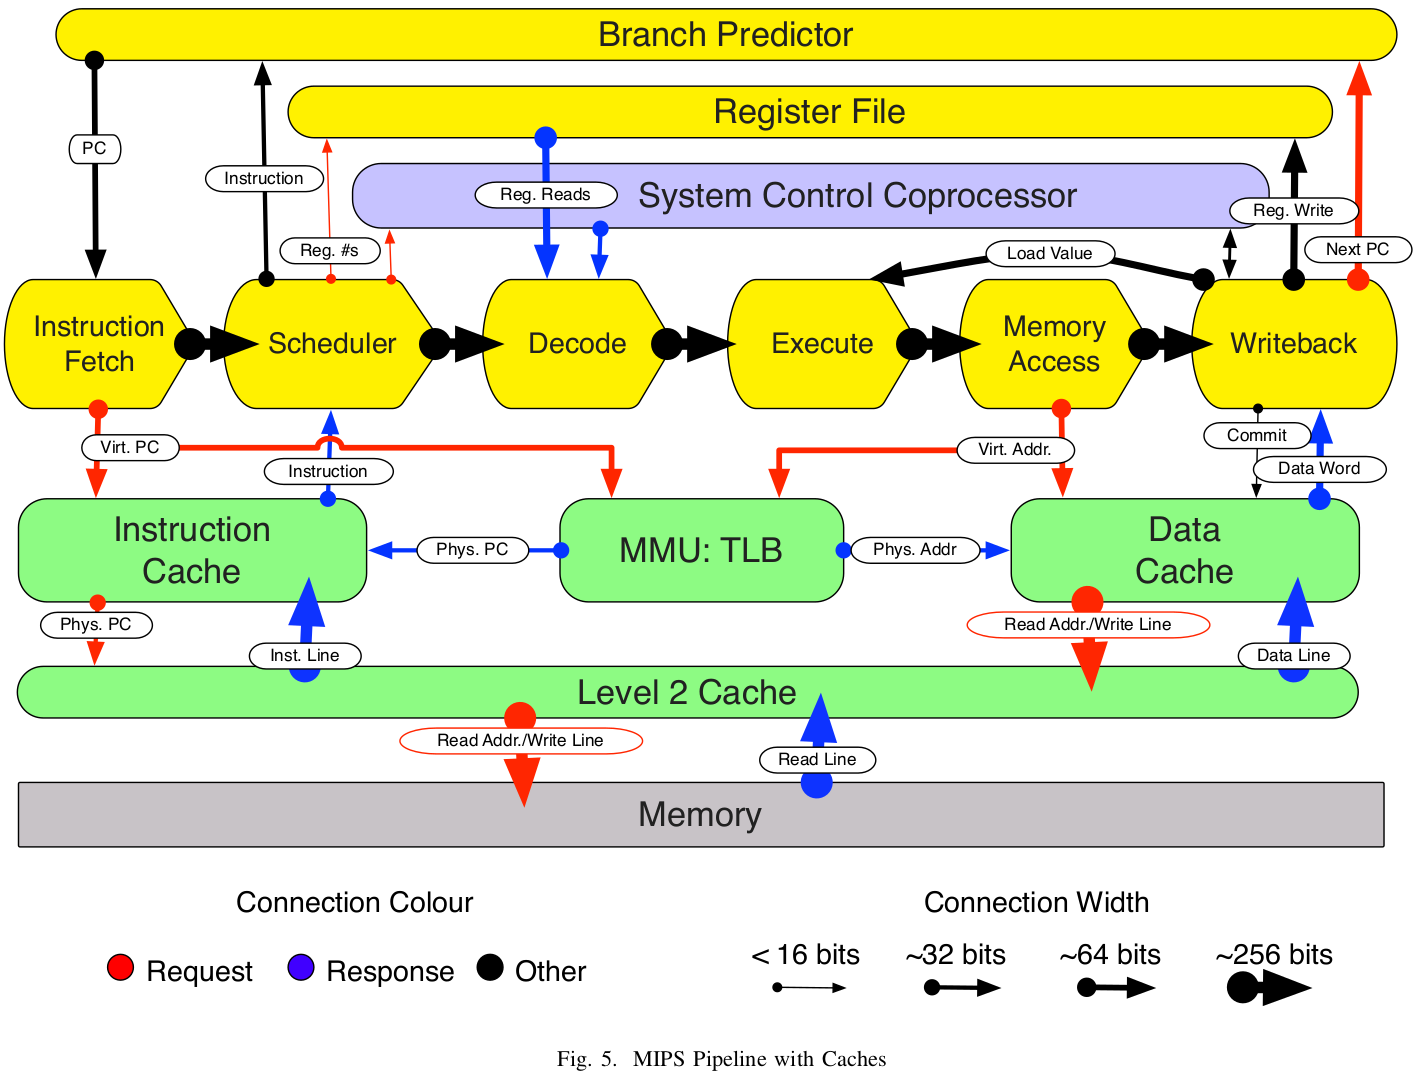 Branch Predictor
Register File
PC
Instruction
Reg. Reads
System Control Coprocessor
Reg. Write
Reg. #s
Load Value
Next PC
Instruction
Fetch
Scheduler
Decode
Execute
Memory
Access
Writeback
Virt. PC
Instruction
Virt. Addr.
Commit
Data Word
Instruction
Cache
Phys. PC
MMU: TLB
Phys. Addr
Data
Cache
Phys. PC
Inst. Line
Read Addr./Write Line
Data Line
Level 2 Cache
Read Addr./Write Line
Read Line
Memory
Connection Colour
Connection Width
Request
Response
Other
< 16 bits
~32 bits
~64 bits
~256 bits
Fig. 5. MIPS Pipeline with Caches